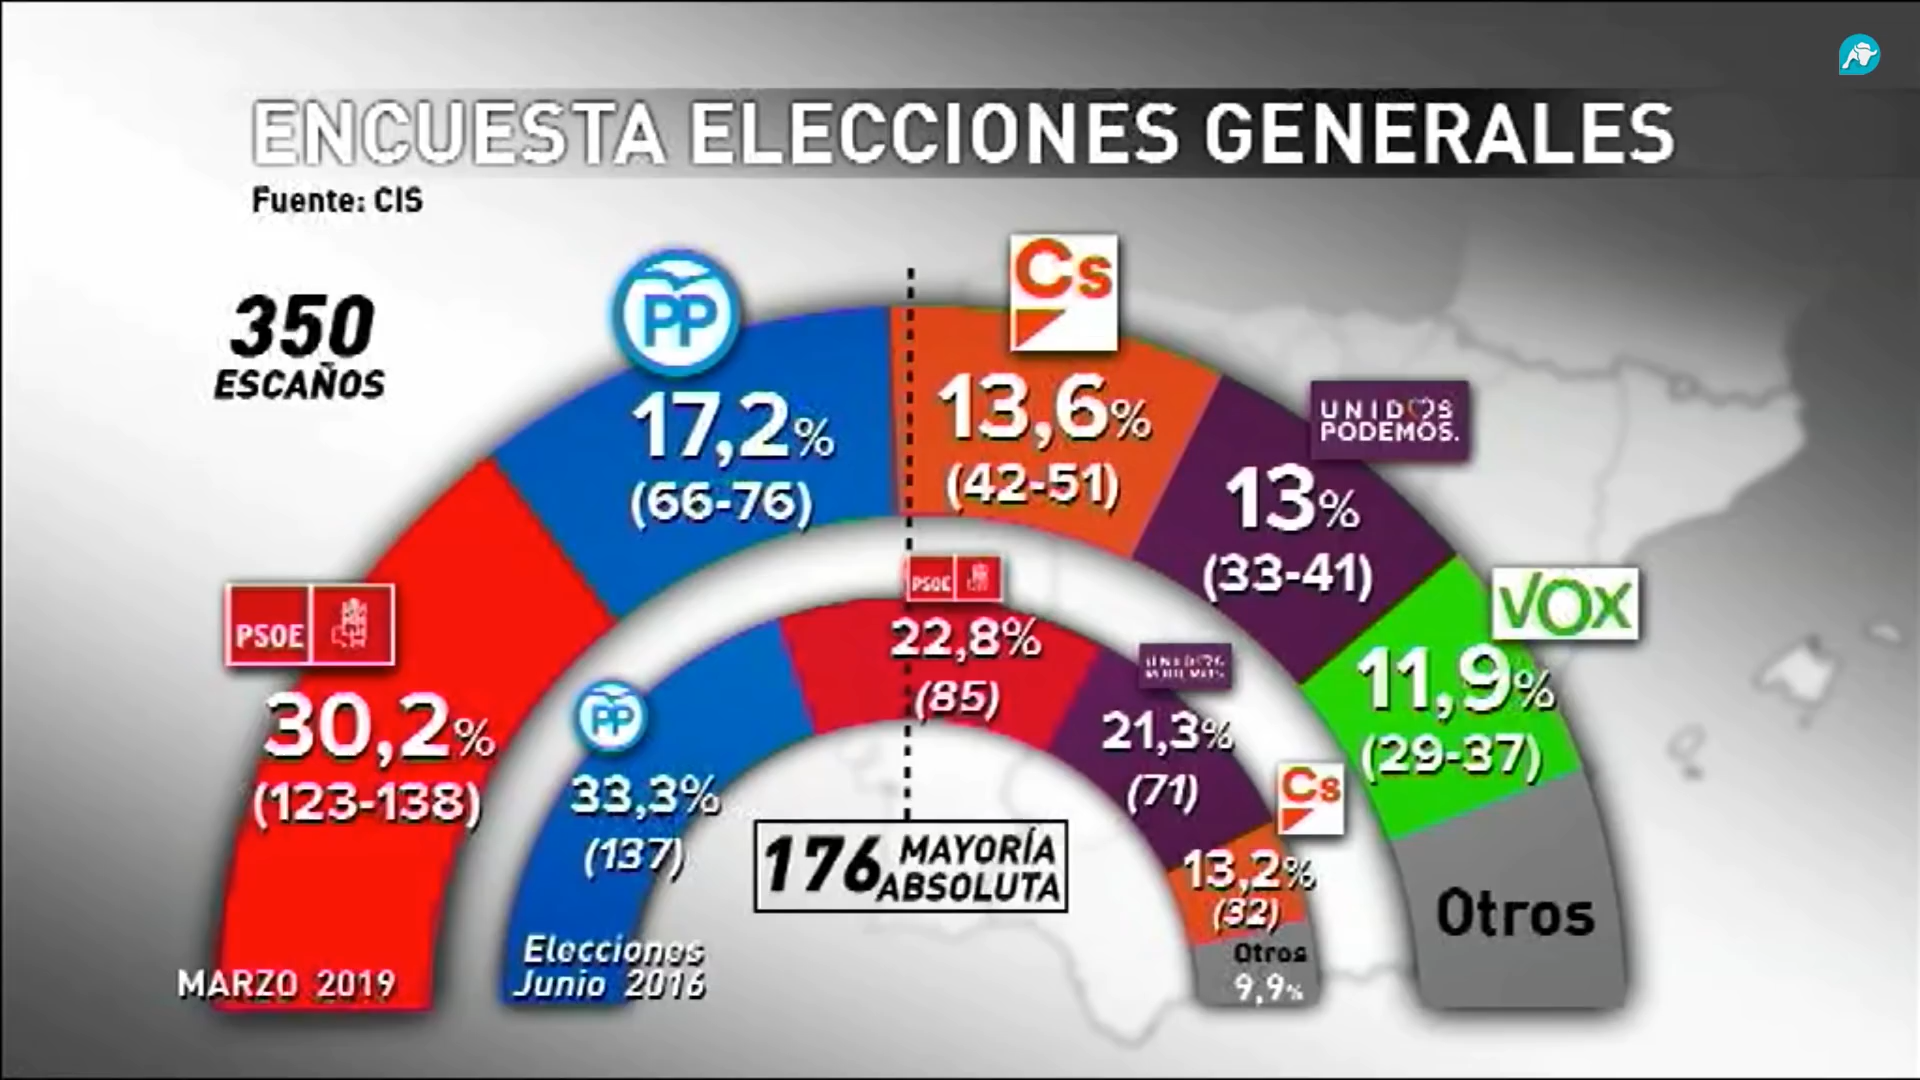 ENCUESTA ELECCIONES GENERALES
Fuente: CIS
350
ESCAÑOS
PP
17,2%
(66-76)
Cs
13,6%
(42-51)
UNIDOS
PODEMOS.
13%
(33-41)
VOX
11,9%
(29-37)
PSOE
30,2%
(123-138)
MARZO 2019
Otros
PSOE
22,8%
(85)
PP
33,3%
(137)
21,3%
(71)
Cs
13,2%
(32)
Otros
9,9%
Elecciones
Junio 2016
176 MAYORÍA
ABSOLUTA